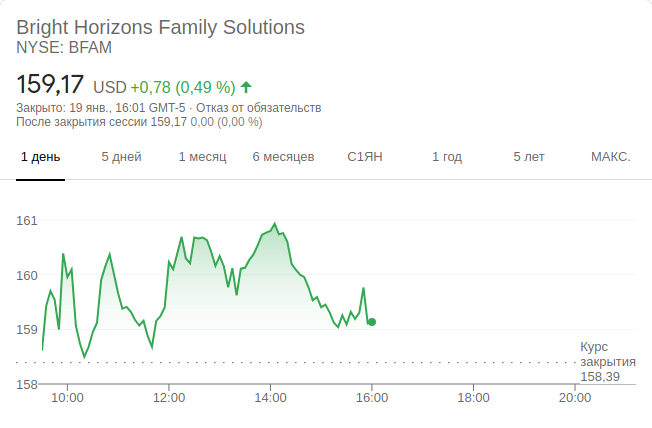 Bright Horizons Family Solutions
NYSE: BFAM
159,17 USD +0,78 (0,49 %)
Закрыто: 19 янв., 16:01 GMT-5 · Отказ от обязательств
После закрытия сессии 159,17 0,00 (0,00 %)
1 день 5 дней 1 месяц 6 месяцев С1ЯН 1 год 5 лет МАКС.
161
160
159
Курс
закрытия
158,39
158
10:00 12:00 14:00 16:00 18:00 20:00